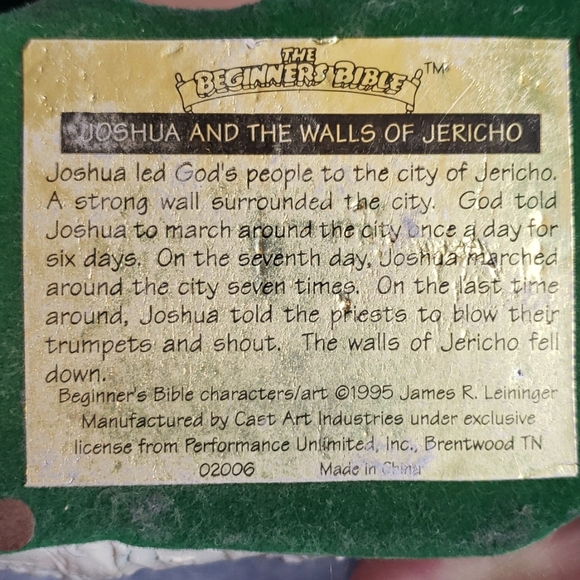 THE
BEGINNERS BIBLE™
JOSHUA AND THE WALLS OF JERICHO
Joshua led God's people to the city of Jericho.
A strong wall surrounded the city. God told
Joshua to march around the city once a day for
six days. On the seventh day, Joshua marched
around the city seven times. On the last time
around, Joshua told the priests to blow their
trumpets and shout. The walls of Jericho fell
down.
Beginner's Bible characters/art ©1995 James R. Leininger
Manufactured by Cast Art Industries under exclusive
license from Performance Unlimited, Inc., Brentwood TN
02006 Made in China